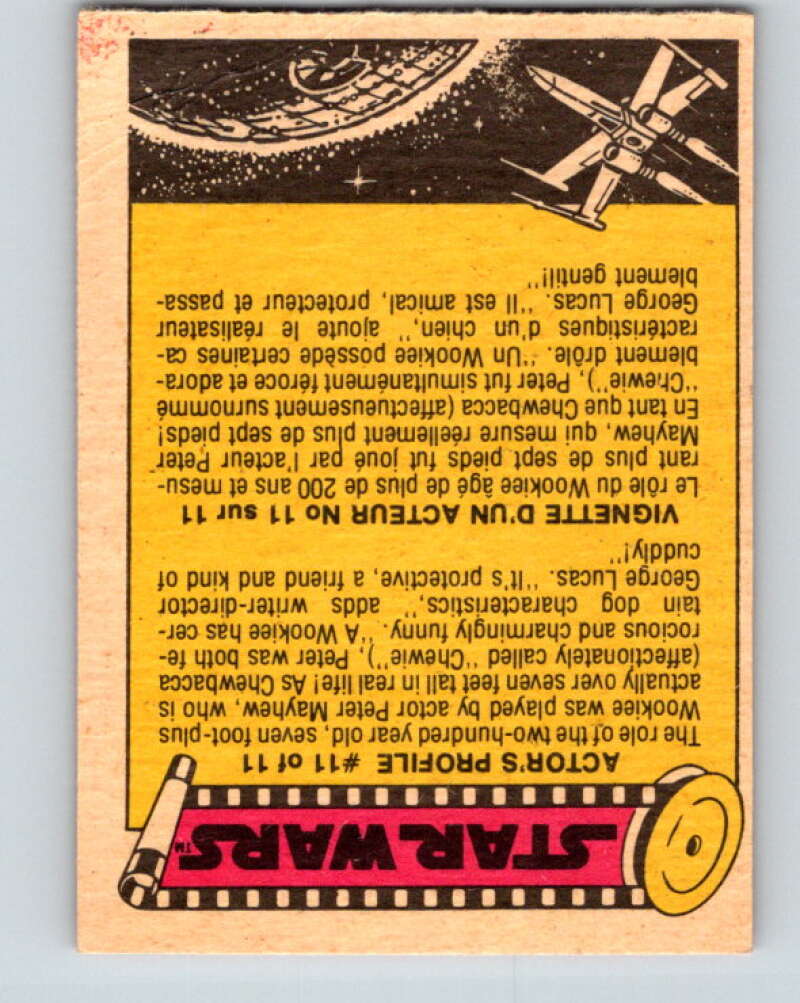 STAR WARS™
ACTOR'S PROFILE #11 of 11
The role of the two-hundred year old, seven foot-plus
Wookiee was played by actor Peter Mayhew, who is
actually over seven feet tall in real life! As Chewbacca
(affectionately called "Chewie"), Peter was both fe-
rocious and charmingly funny. "A Wookiee has cer-
tain dog characteristics," adds writer-director
George Lucas. "It's protective, a friend and kind of
cuddly!"
VIGNETTE D'UN ACTEUR No 11 sur 11
Le rôle du Wookiee âgé de plus de 200 ans et mesu-
rant plus de sept pieds fut joué par l'acteur Peter
Mayhew, qui mesure réellement plus de sept pieds!
En tant que Chewbacca (affectueusement surnommé
"Chewie"), Peter fut simultanément féroce et adora-
blement drôle. "Un Wookiee possède certaines ca-
ractéristiques d'un chien," ajoute le réalisateur
George Lucas. "Il est amical, protecteur et passa-
blement gentil!"